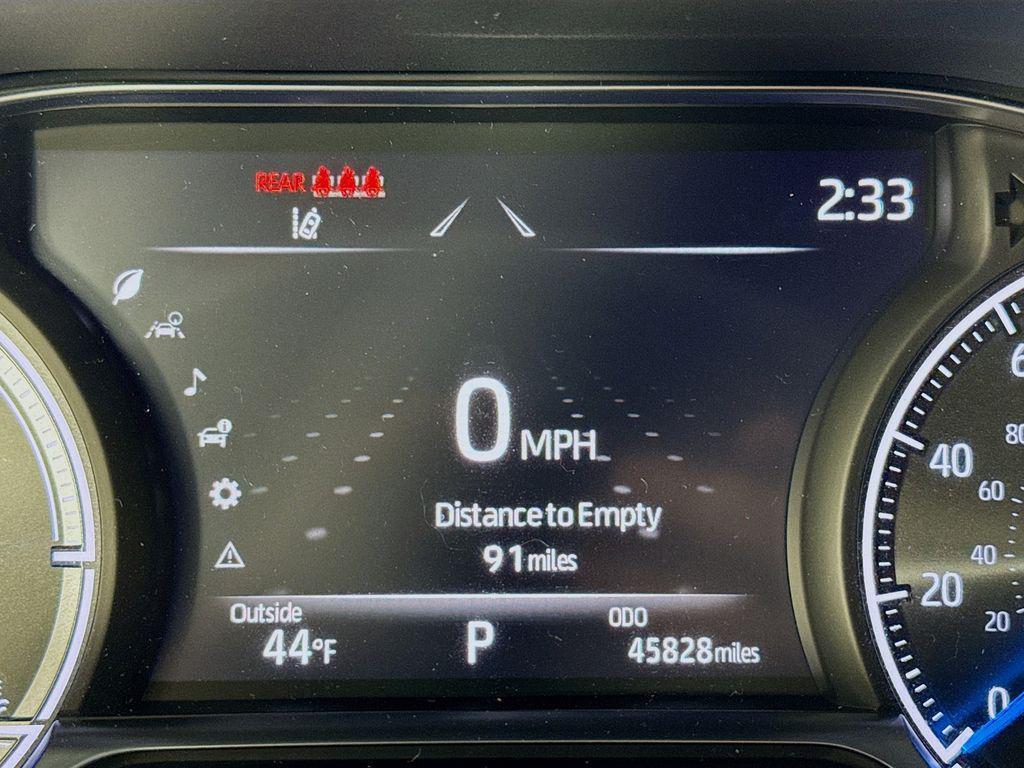 REAR
2:33
0 MPH
Distance to Empty
91 miles
Outside
44°F
P
ODO
45828 miles
80
60
40
40
20
20
0